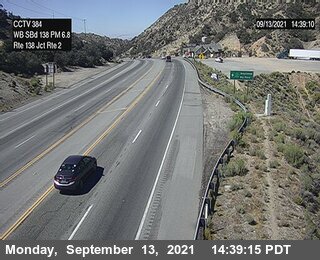 CCTV 384
WB SBd 138 PM 6.8
Rte 138 Jct Rte 2
09/13/2021 14:39:10
Monday, September 13, 2021 14:39:15 PDT